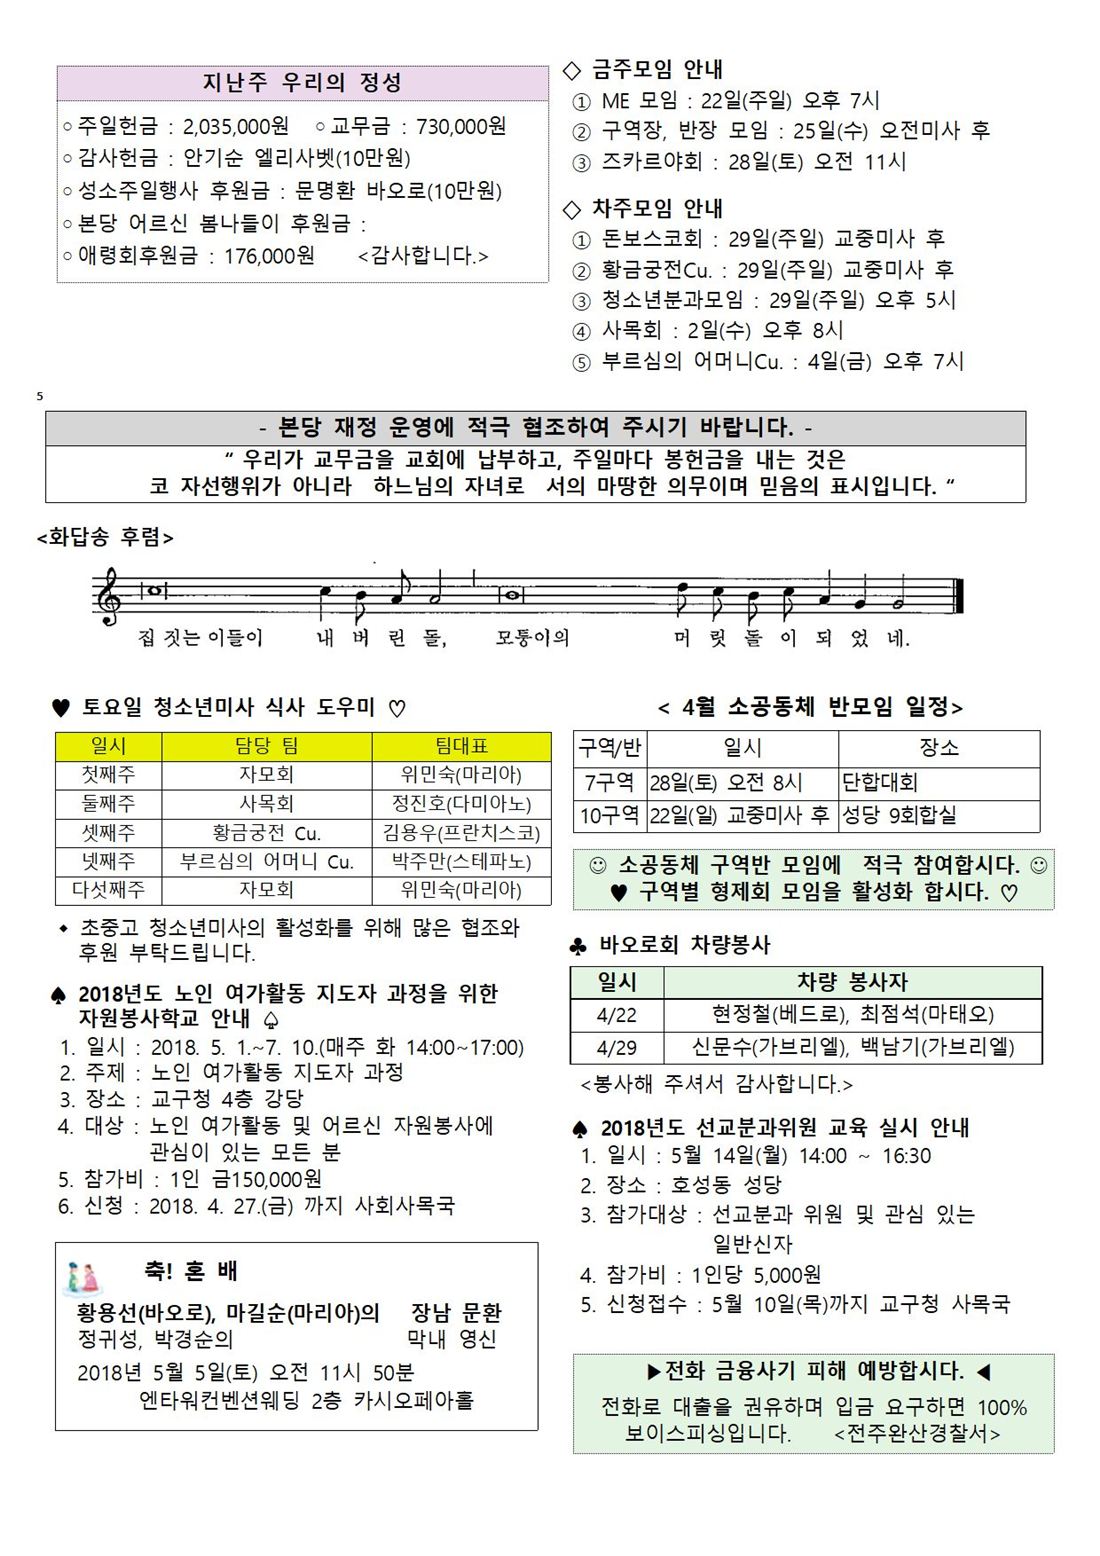 지난주 우리의 정성
○ 주일헌금 : 2,035,000원 ○ 교무금 : 730,000원
○ 감사헌금 : 안기순 엘리사벳(10만원)
○ 성소주일행사 후원금 : 문명환 바오로(10만원)
○ 본당 어르신 봄나들이 후원금 :
○ 애령회후원금 : 176,000원 <감사합니다.>
◇ 금주모임 안내
① ME 모임 : 22일(주일) 오후 7시
② 구역장, 반장 모임 : 25일(수) 오전미사 후
③ 즈카르야회 : 28일(토) 오전 11시
◇ 차주모임 안내
① 돈보스코회 : 29일(주일) 교중미사 후
② 황금궁전Cu. : 29일(주일) 교중미사 후
③ 청소년분과모임 : 29일(주일) 오후 5시
④ 사목회 : 2일(수) 오후 8시
⑤ 부르심의 어머니Cu. : 4일(금) 오후 7시
5
- 본당 재정 운영에 적극 협조하여 주시기 바랍니다. -
“ 우리가 교무금을 교회에 납부하고, 주일마다 봉헌금을 내는 것은
코 자선행위가 아니라 하느님의 자녀로 서의 마땅한 의무이며 믿음의 표시입니다. “
<화답송 후렴>
집 짓는 이들이 내 버 린 돌, 모퉁이의 머 릿 돌 이 되 었 네.
♥ 토요일 청소년미사 식사 도우미 ♡
일시 담당 팀 팀대표
첫째주 자모회 위민숙(마리아)
둘째주 사목회 정진호(다미아노)
셋째주 황금궁전 Cu. 김용우(프란치스코)
넷째주 부르심의 어머니 Cu. 박주만(스테파노)
다섯째주 자모회 위민숙(마리아)
◆ 초중고 청소년미사의 활성화를 위해 많은 협조와
후원 부탁드립니다.
♠ 2018년도 노인 여가활동 지도자 과정을 위한
자원봉사학교 안내 ♤
1. 일시 : 2018. 5. 1.~7. 10.(매주 화 14:00~17:00)
2. 주제 : 노인 여가활동 지도자 과정
3. 장소 : 교구청 4층 강당
4. 대상 : 노인 여가활동 및 어르신 자원봉사에
관심이 있는 모든 분
5. 참가비 : 1인 금150,000원
6. 신청 : 2018. 4. 27.(금) 까지 사회사목국
축! 혼 배
황용선(바오로), 마길순(마리아)의 장남 문환
정귀성, 박경순의 막내 영신
2018년 5월 5일(토) 오전 11시 50분
엔타워컨벤션웨딩 2층 카시오페아홀
< 4월 소공동체 반모임 일정>
구역/반 일시 장소
7구역 28일(토) 오전 8시 단합대회
10구역 22일(일) 교중미사 후 성당 9회합실
☺ 소공동체 구역반 모임에 적극 참여합시다. ☺
♥ 구역별 형제회 모임을 활성화 합시다. ♡
♣ 바오로회 차량봉사
일시 차량 봉사자
4/22 현정철(베드로), 최점석(마태오)
4/29 신문수(가브리엘), 백남기(가브리엘)
<봉사해 주셔서 감사합니다.>
♠ 2018년도 선교분과위원 교육 실시 안내
1. 일시 : 5월 14일(월) 14:00 ~ 16:30
2. 장소 : 호성동 성당
3. 참가대상 : 선교분과 위원 및 관심 있는
일반신자
4. 참가비 : 1인당 5,000원
5. 신청접수 : 5월 10일(목)까지 교구청 사목국
▶전화 금융사기 피해 예방합시다. ◀
전화로 대출을 권유하며 입금 요구하면 100%
보이스피싱입니다. <전주완산경찰서>